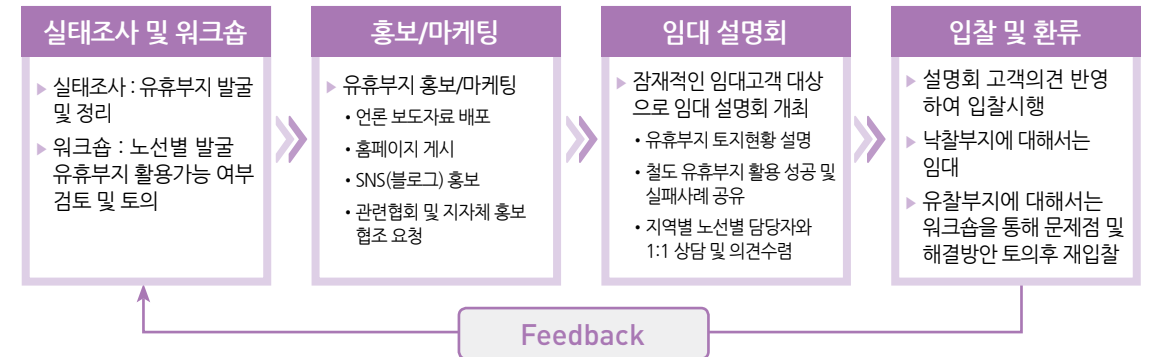 실태조사 및 워크숍
▶ 실태조사 : 유휴부지 발굴
및 정리
▶ 워크숍 : 노선별 발굴
유휴부지 활용가능 여부
검토 및 토의
홍보/마케팅
▶ 유휴부지 홍보/마케팅
• 언론 보도자료 배포
• 홈페이지 게시
• SNS(블로그) 홍보
• 관련협회 및 지자체 홍보
협조 요청
임대 설명회
▶ 잠재적인 임대고객 대상
으로 임대 설명회 개최
• 유휴부지 토지현황 설명
• 철도 유휴부지 활용 성공 및
실패사례 공유
• 지역별 노선별 담당자와
1:1 상담 및 의견수렴
입찰 및 환류
▶ 설명회 고객의견 반영
하여 입찰시행
▶ 낙찰부지에 대해서는
임대
▶ 유찰부지에 대해서는
워크숍을 통해 문제점 및
해결방안 토의후 재입찰
Feedback